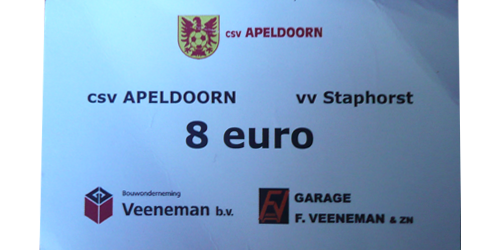 csv APELDOORN
csv APELDOORN vv Staphorst
8 euro
Bouwonderneming
Veeneman b.v.
GARAGE
F. VEENEMAN & ZN